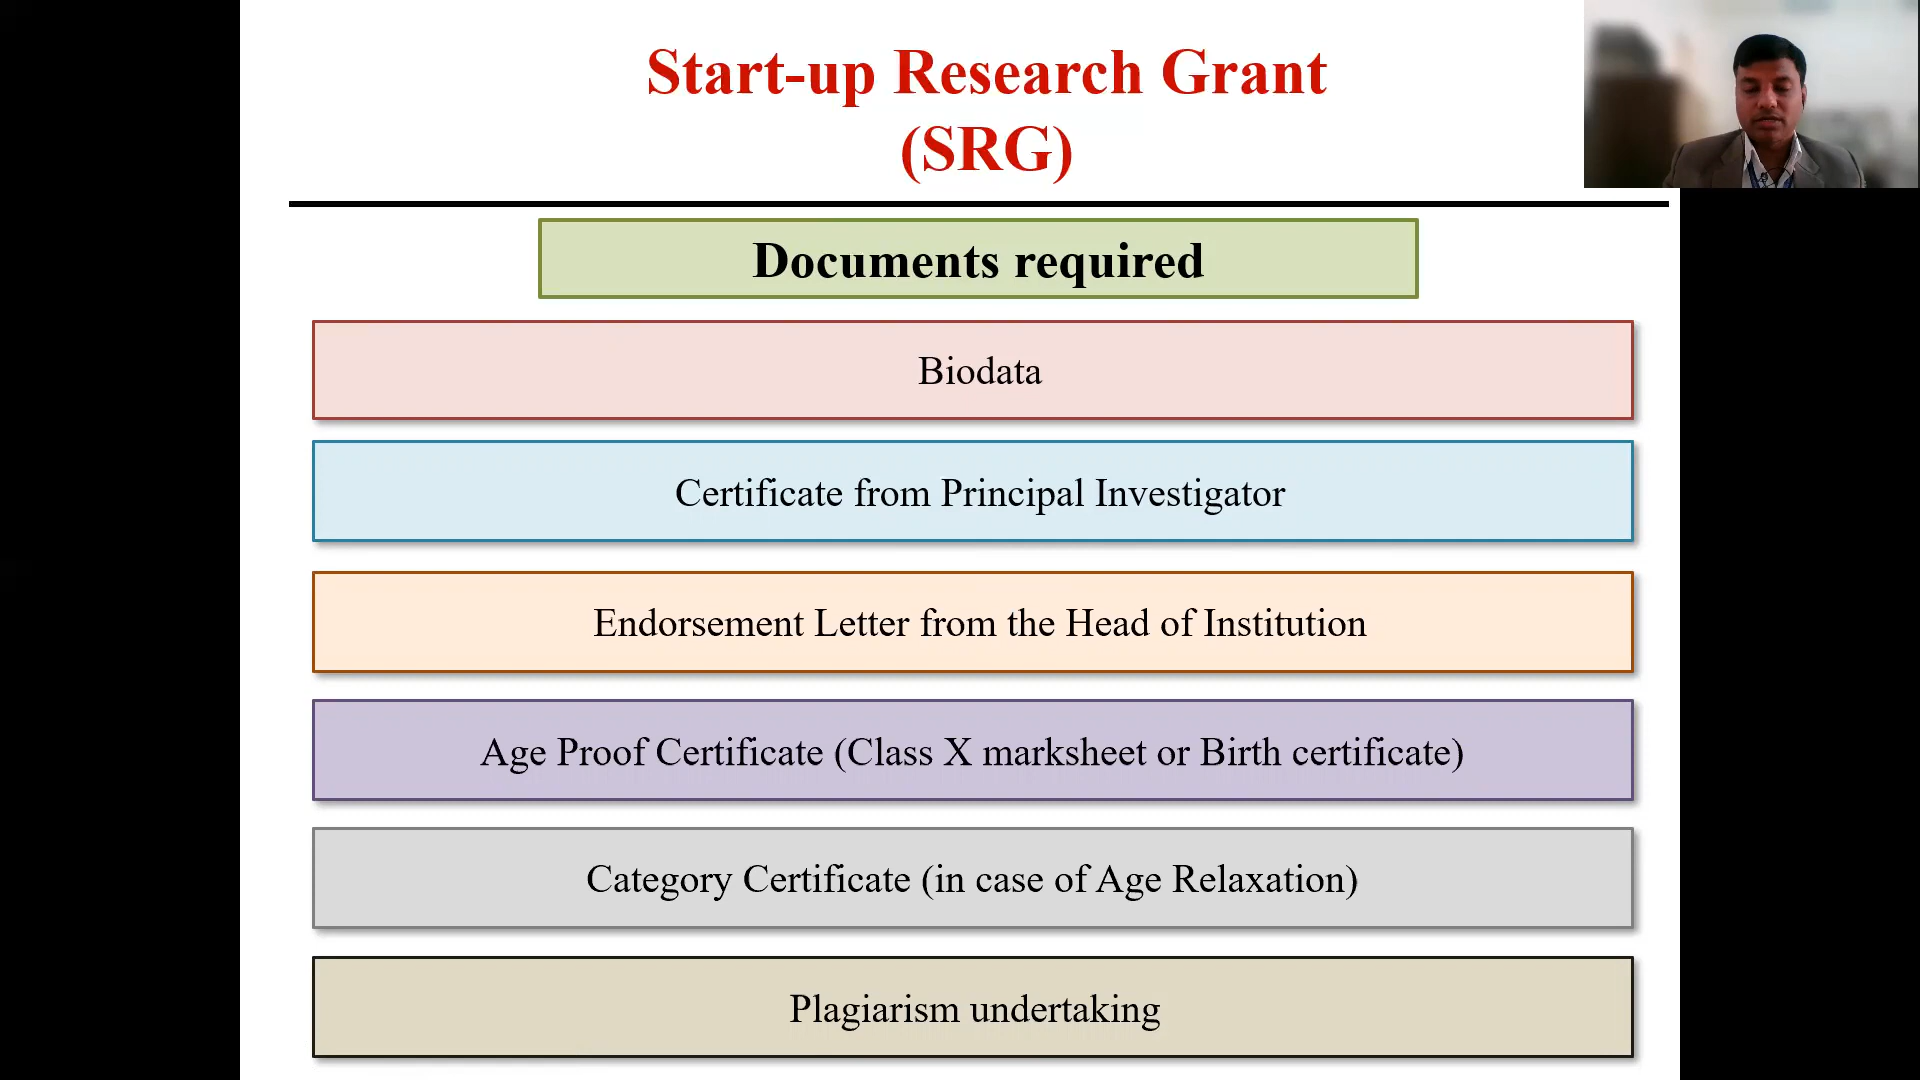 Start-up Research Grant
(SRG)
Documents required
Biodata
Certificate from Principal Investigator
Endorsement Letter from the Head of Institution
Age Proof Certificate (Class X marksheet or Birth certificate)
Category Certificate (in case of Age Relaxation)
Plagiarism undertaking